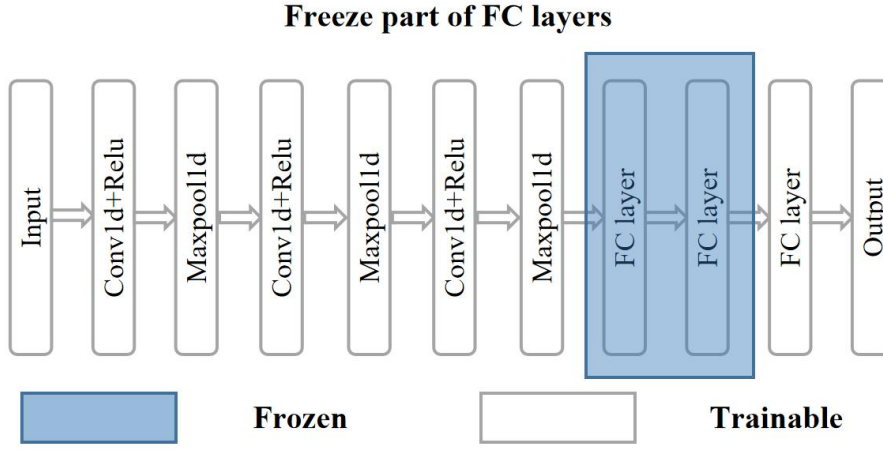 Freeze part of FC layers
Input
Conv1d+Relu
Maxpool1d
Conv1d+Relu
Maxpool1d
Conv1d+Relu
Maxpool1d
FC layer
FC layer
FC layer
Output
Frozen
Trainable